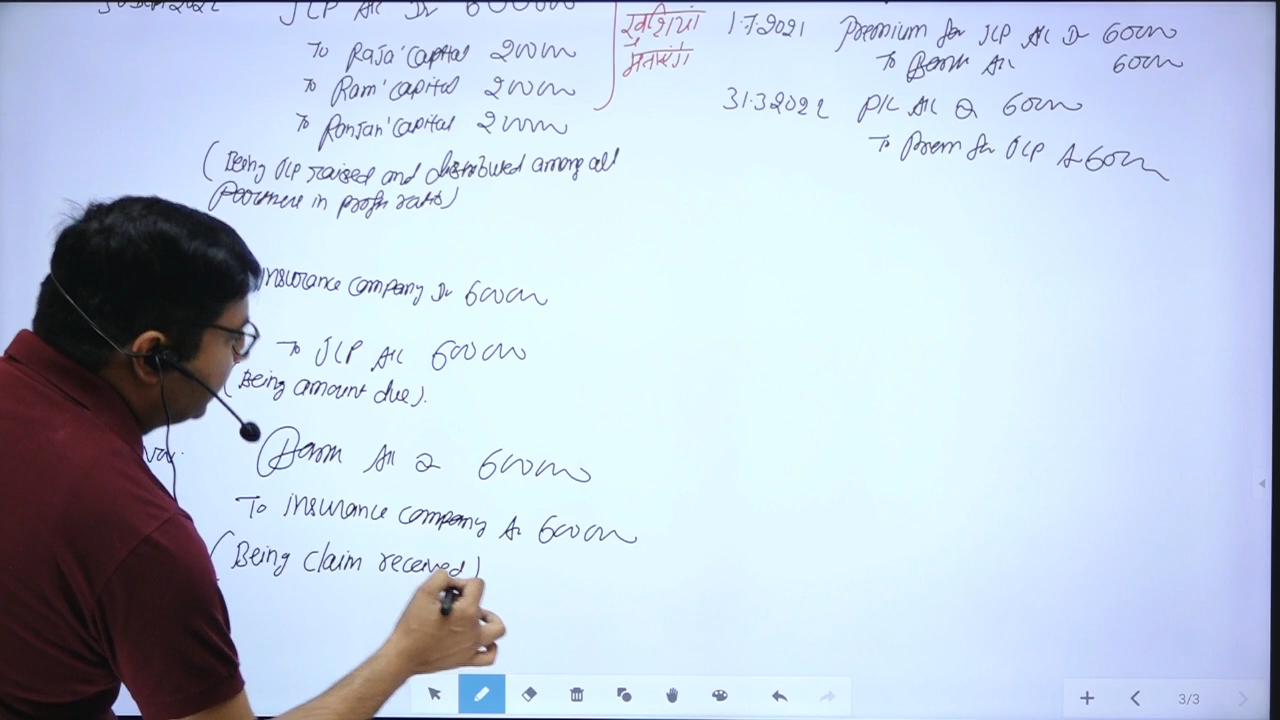 JLP A/c Dr 600000
To Raja' Capital 200000
To Ram' Capital 200000
To Ranjan' Capital 200000
(Being JLP raised and distributed among all
in profit ratio)
insurance company Dr 600000
To JLP A/c 600000
(Being amount due).
Bank A/c Dr 600000
To insurance company A/c 600000
(Being claim received)
खुशियां
मनाएंगे
1.7.2021 Premium for JLP A/c Dr 60000
To Bank A/c 60000
31.3.2022 P/L A/c Dr 60000
To Prem for JLP A/c 60000
3/3